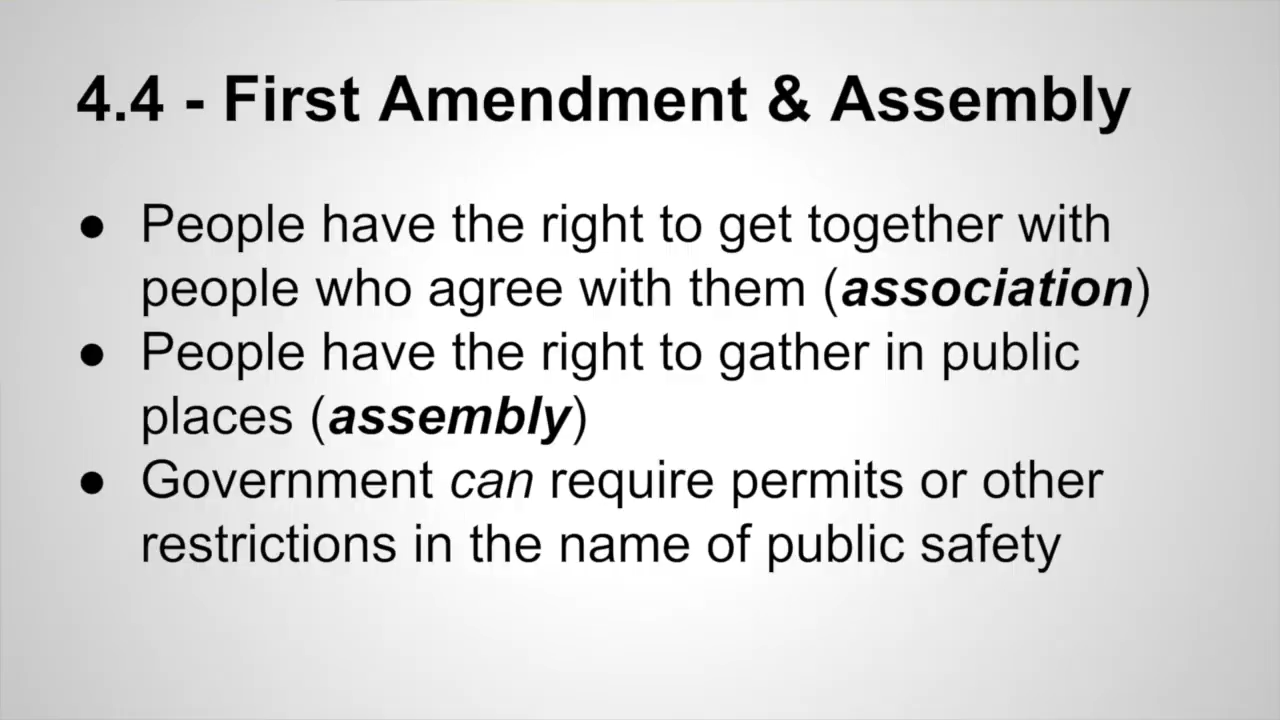 4.4 - First Amendment & Assembly
● People have the right to get together with
people who agree with them (association)
● People have the right to gather in public
places (assembly)
● Government can require permits or other
restrictions in the name of public safety